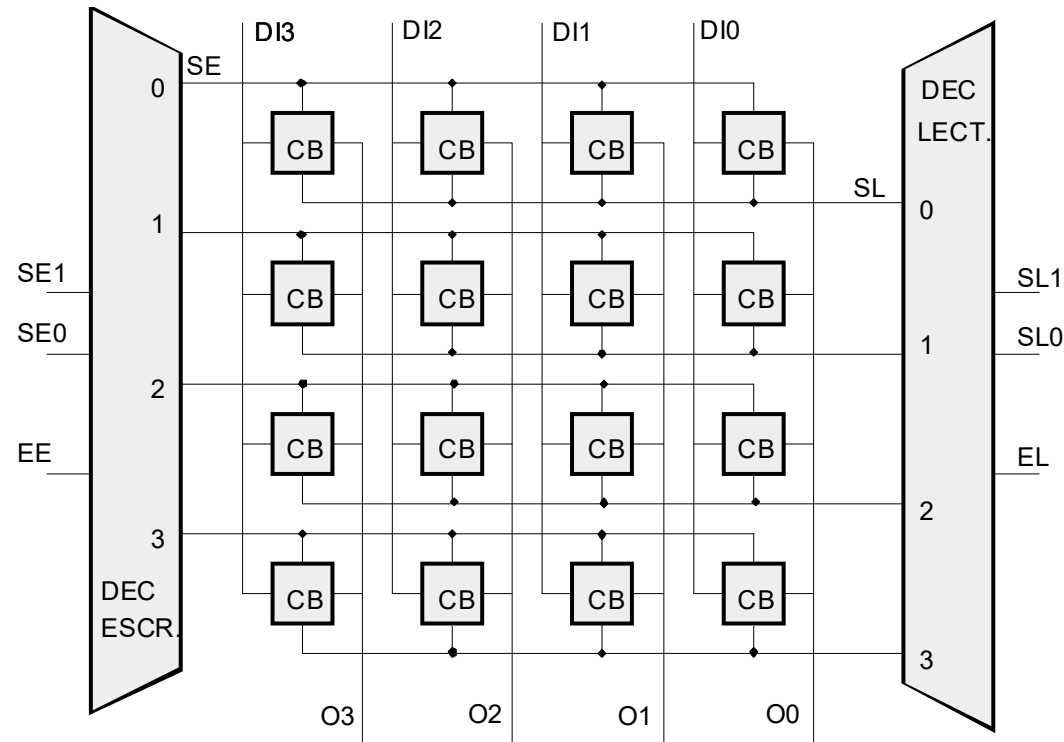 DI3
DI2
DI1
DI0
SE
0
DEC
LECT.
CB
CB
CB
CB
SL
0
1
SE1
CB
CB
CB
CB
SL1
SE0
1
SL0
2
EE
CB
CB
CB
CB
EL
2
3
DEC
ESCR.
CB
CB
CB
CB
3
O3
O2
O1
O0